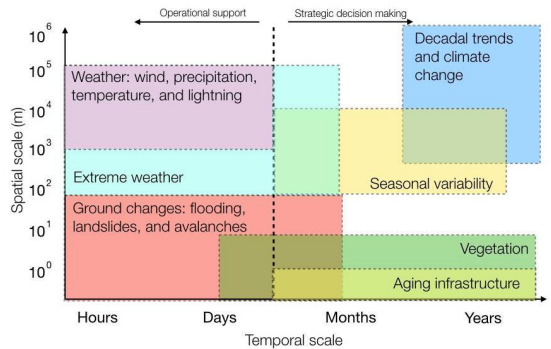 Operational support
Strategic decision making
Spatial scale (m)
10^6
10^5
10^4
10^3
10^2
10^1
10^0
Decadal trends
and climate
change
Weather: wind, precipitation,
temperature, and lightning
Extreme weather
Seasonal variability
Ground changes: flooding,
landslides, and avalanches
Vegetation
Aging infrastructure
Hours
Days
Months
Years
Temporal scale